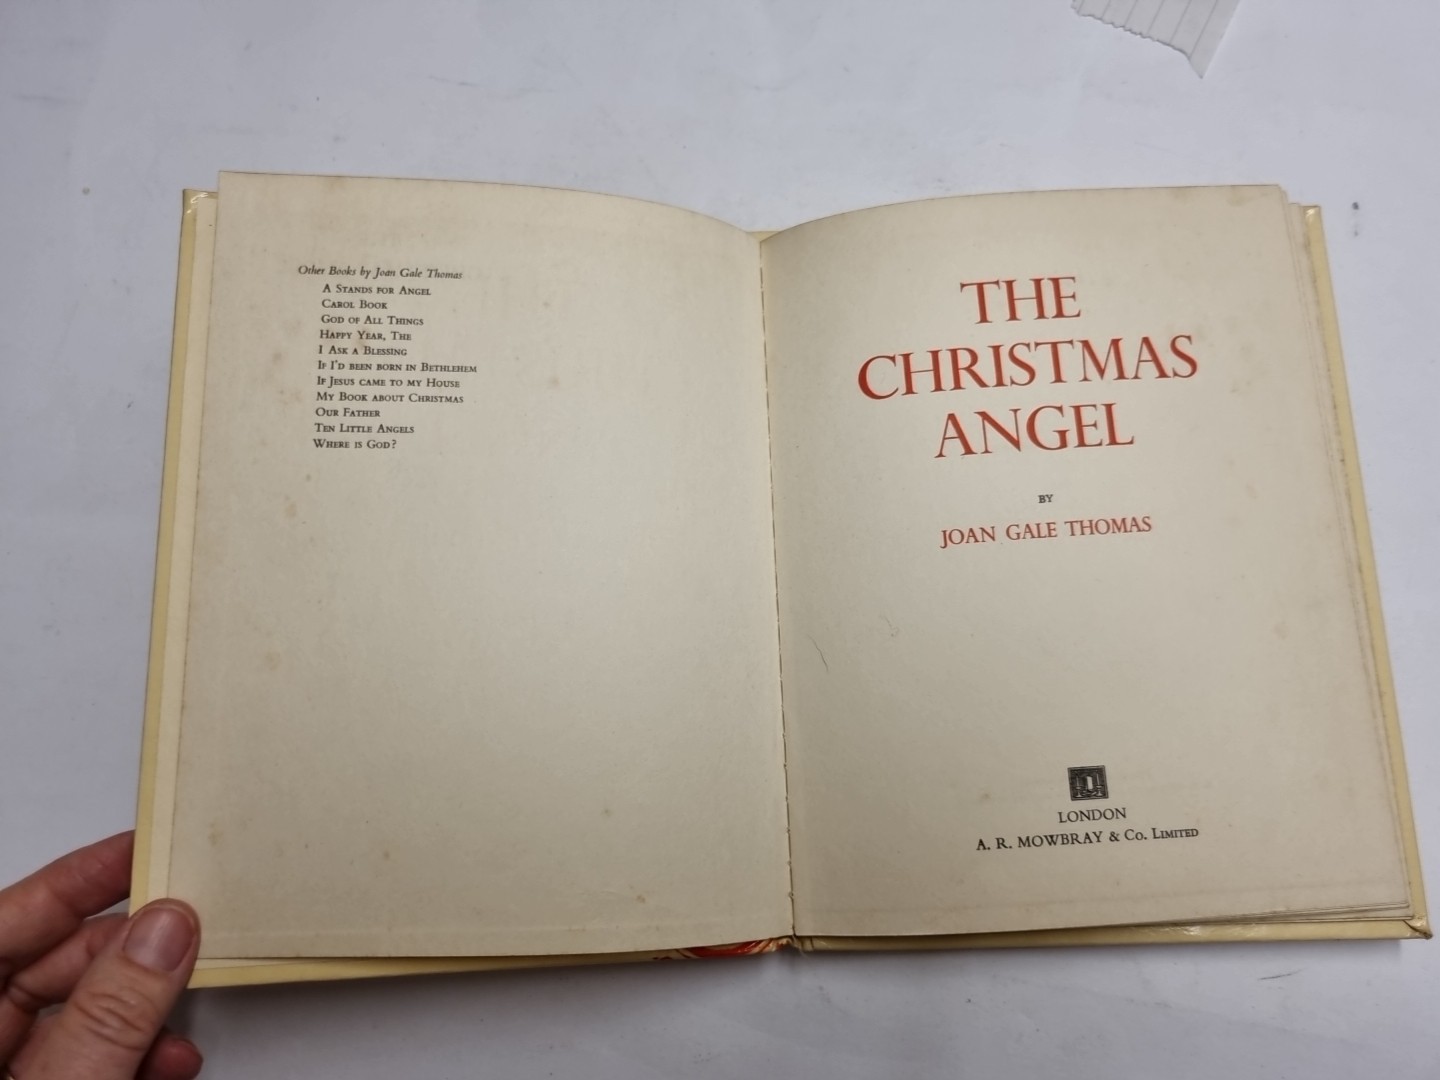 Other Books by Joan Gale Thomas
A Stands for Angel
Carol Book
God of All Things
Happy Year, The
I Ask a Blessing
If I'd been born in Bethlehem
If Jesus came to my House
My Book about Christmas
Our Father
Ten Little Angels
Where is God?
THE
CHRISTMAS
ANGEL
BY
JOAN GALE THOMAS
LONDON
A. R. MOWBRAY & Co. Limited